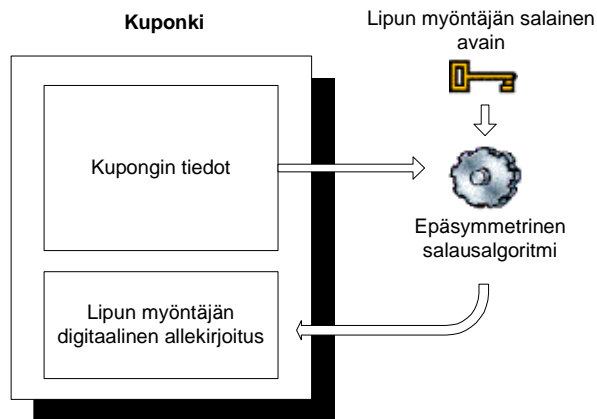 Kuponki
Lipun myöntäjän salainen
avain
Kupongin tiedot
Epäsymmetrinen
salausalgoritmi
Lipun myöntäjän
digitaalinen allekirjoitus